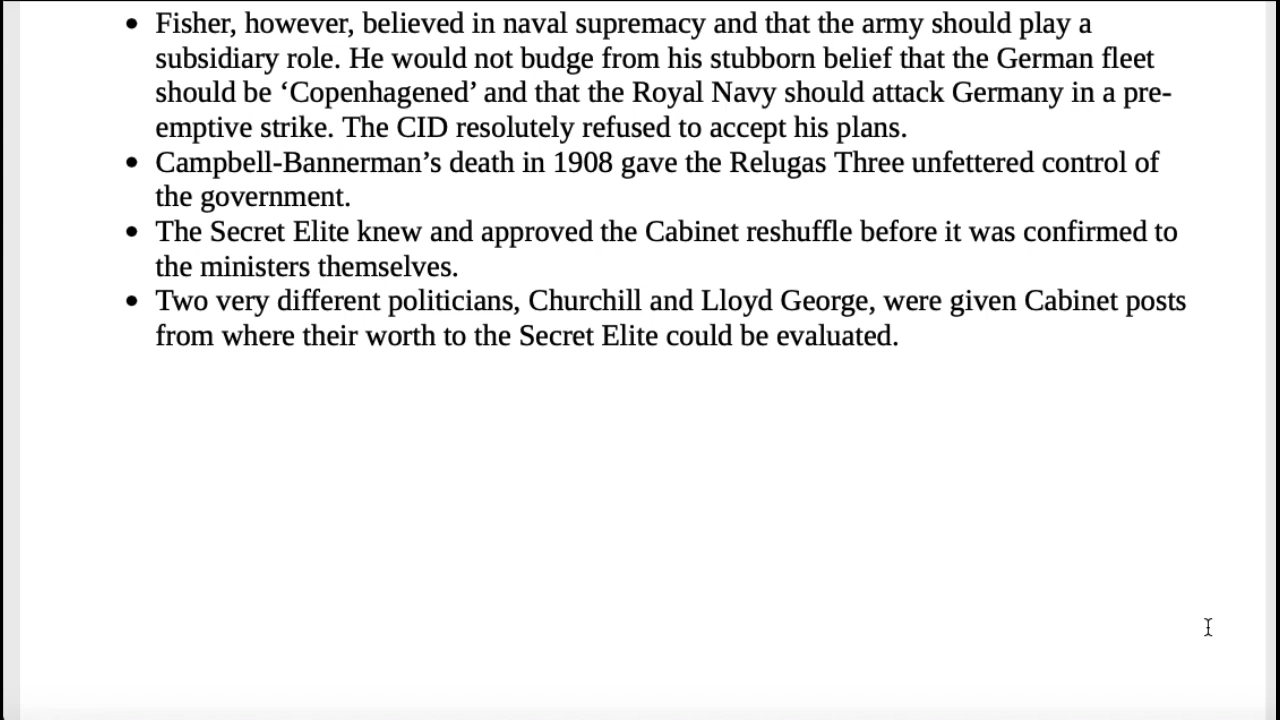 • Fisher, however, believed in naval supremacy and that the army should play a
subsidiary role. He would not budge from his stubborn belief that the German fleet
should be ‘Copenhagened’ and that the Royal Navy should attack Germany in a pre-
emptive strike. The CID resolutely refused to accept his plans.
• Campbell-Bannerman’s death in 1908 gave the Relugas Three unfettered control of
the government.
• The Secret Elite knew and approved the Cabinet reshuffle before it was confirmed to
the ministers themselves.
• Two very different politicians, Churchill and Lloyd George, were given Cabinet posts
from where their worth to the Secret Elite could be evaluated.